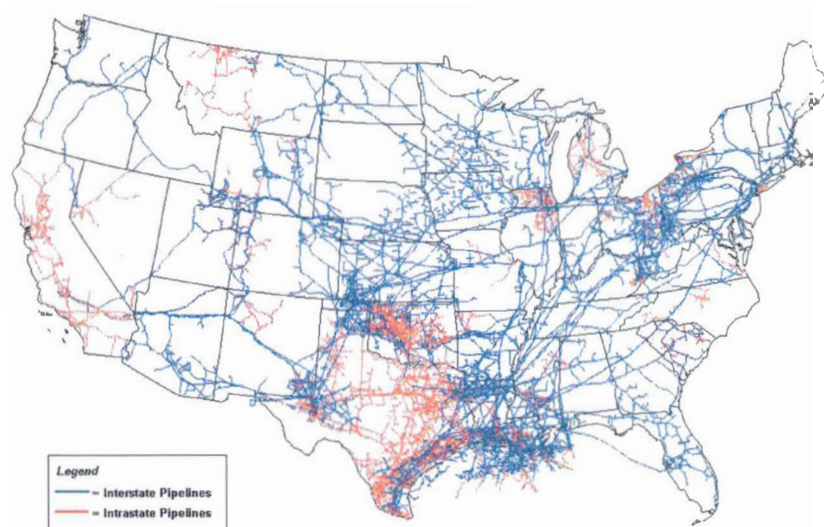 Legend
= Interstate Pipelines
= Intrastate Pipelines